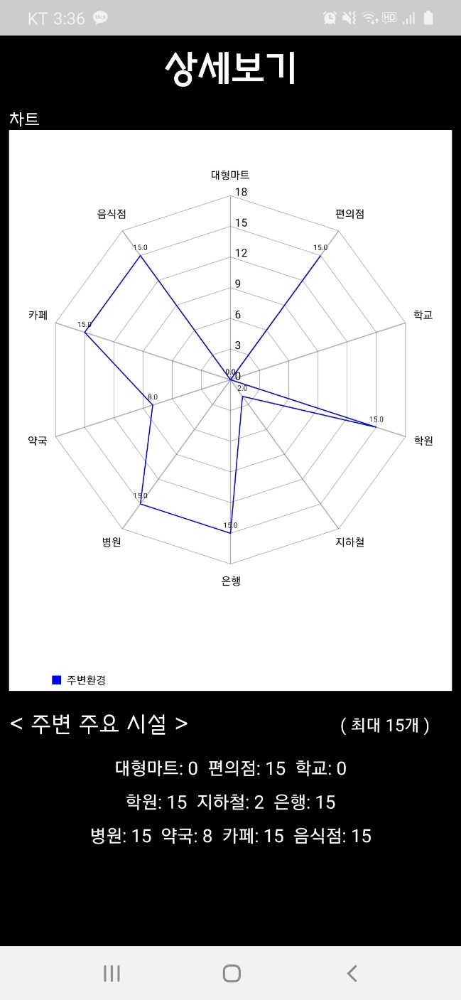 KT 3:36 TALK HD
상세보기
차트
대형마트
18
음식점 편의점
15
15.0 15.0
12
9
카페 학교
15.0
6
3
0.0 0
2.0
8.0
15.0
약국 학원
15.0
15.0
병원 지하철
은행
주변환경
< 주변 주요 시설 > ( 최대 15개 )
대형마트: 0 편의점: 15 학교: 0
학원: 15 지하철: 2 은행: 15
병원: 15 약국: 8 카페: 15 음식점: 15